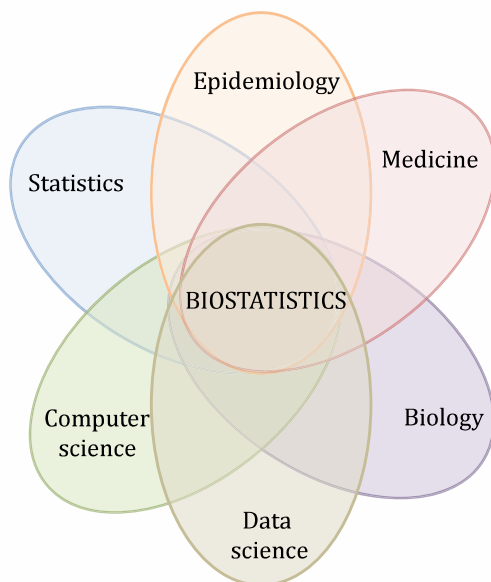 Epidemiology
Medicine
Statistics
BIOSTATISTICS
Computer
science
Biology
Data
science